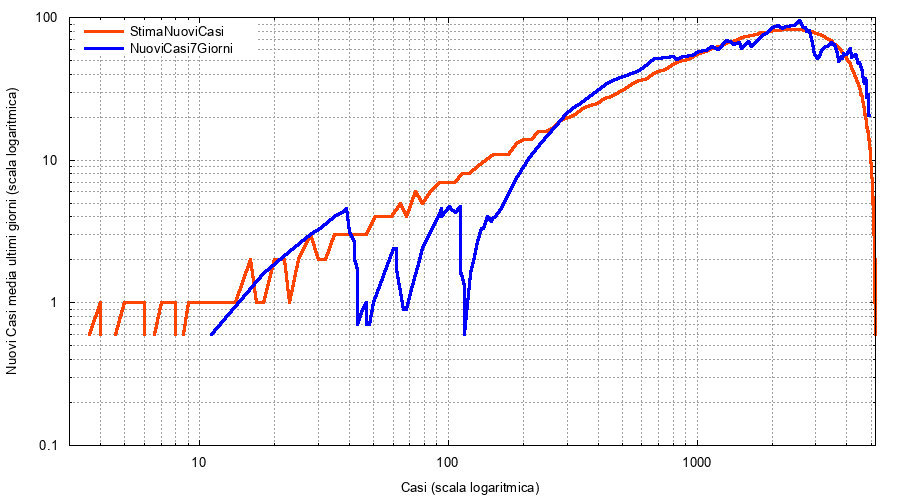 StimaNuoviCasi
NuoviCasi7Giorni
Nuovi Casi media ultimi giorni (scala logaritmica)
100
10
1
0.1
10
100
1000
Casi (scala logaritmica)